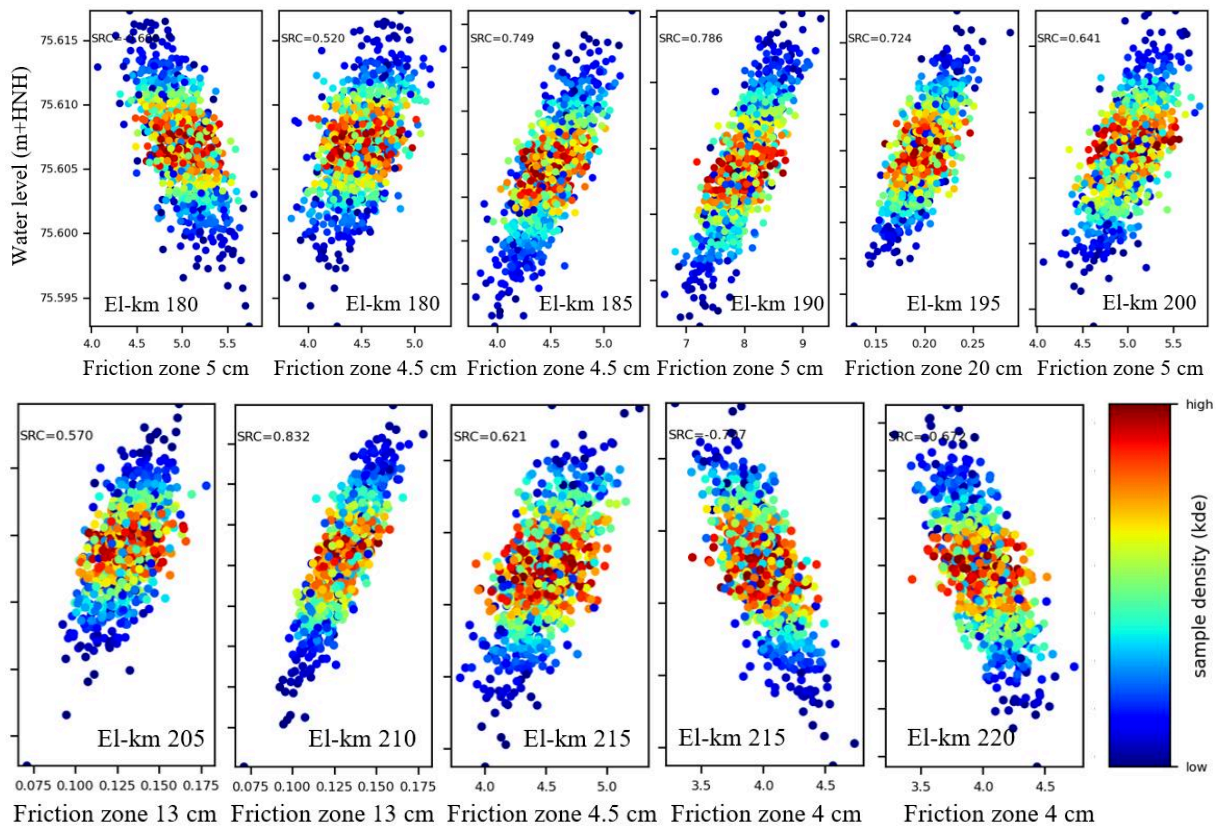 SRC=0.520
SRC=0.749
SRC=0.786
SRC=0.724
SRC=0.641
Water level (m+HNH)
75.615
75.610
75.605
75.600
75.595
El-km 180
El-km 180
El-km 185
El-km 190
El-km 195
El-km 200
4.0 4.5 5.0 5.5
4.0 4.5 5.0
4.0 4.5 5.0
7 8 9
0.15 0.20 0.25
4.0 4.5 5.0 5.5
Friction zone 5 cm
Friction zone 4.5 cm
Friction zone 4.5 cm
Friction zone 5 cm
Friction zone 20 cm
Friction zone 5 cm
SRC=0.570
SRC=0.832
SRC=0.621
SRC=-0.672
El-km 205
El-km 210
El-km 215
El-km 215
El-km 220
0.075 0.100 0.125 0.150 0.175
0.075 0.100 0.125 0.150 0.175
4.0 4.5 5.0
3.5 4.0 4.5
3.5 4.0 4.5
Friction zone 13 cm
Friction zone 13 cm
Friction zone 4.5 cm
Friction zone 4 cm
Friction zone 4 cm
high
sample density (kde)
low